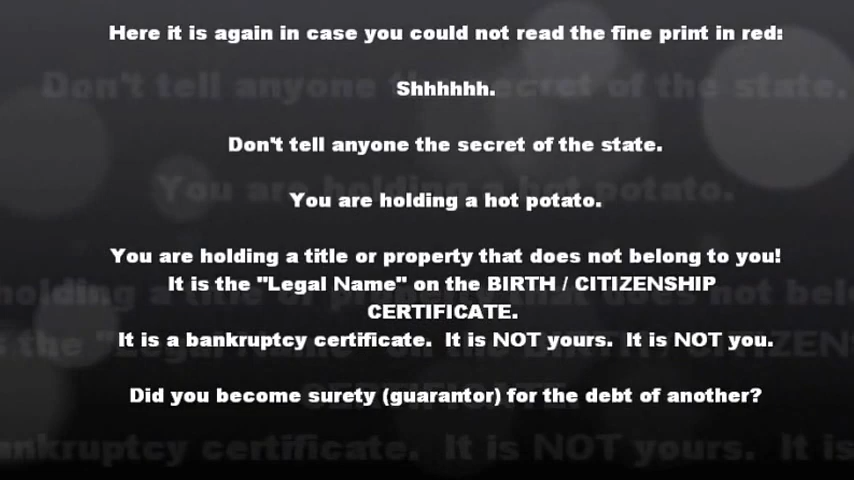 Here it is again in case you could not read the fine print in red:
Shhhhhh.
Don't tell anyone the secret of the state.
You are holding a hot potato.
You are holding a title or property that does not belong to you!
It is the "Legal Name" on the BIRTH / CITIZENSHIP
CERTIFICATE.
It is a bankruptcy certificate.  It is NOT yours.  It is NOT you.
Did you become surety (guarantor) for the debt of another?